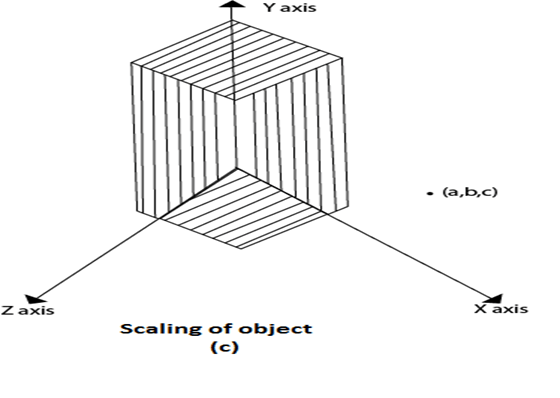 Y axis
(a,b,c)
Z axis
X axis
Scaling of object
(c)